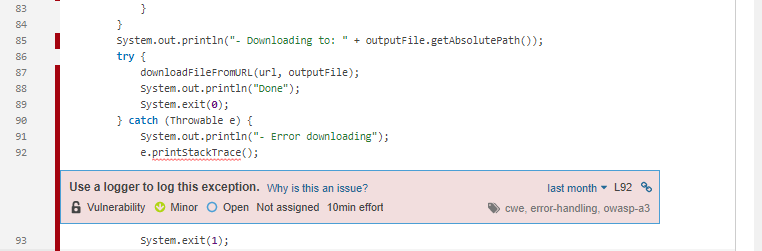 83 }
84 }
85 System.out.println("- Downloading to: " + outputFile.getAbsolutePath());
86 try {
87 downloadFileFromURL(url, outputFile);
88 System.out.println("Done");
89 System.exit(0);
90 } catch (Throwable e) {
91 System.out.println("- Error downloading");
92 e.printStackTrace();
Use a logger to log this exception. Why is this an issue? last month L92
Vulnerability Minor Open Not assigned 10min effort cwe, error-handling, owasp-a3
93 System.exit(1);